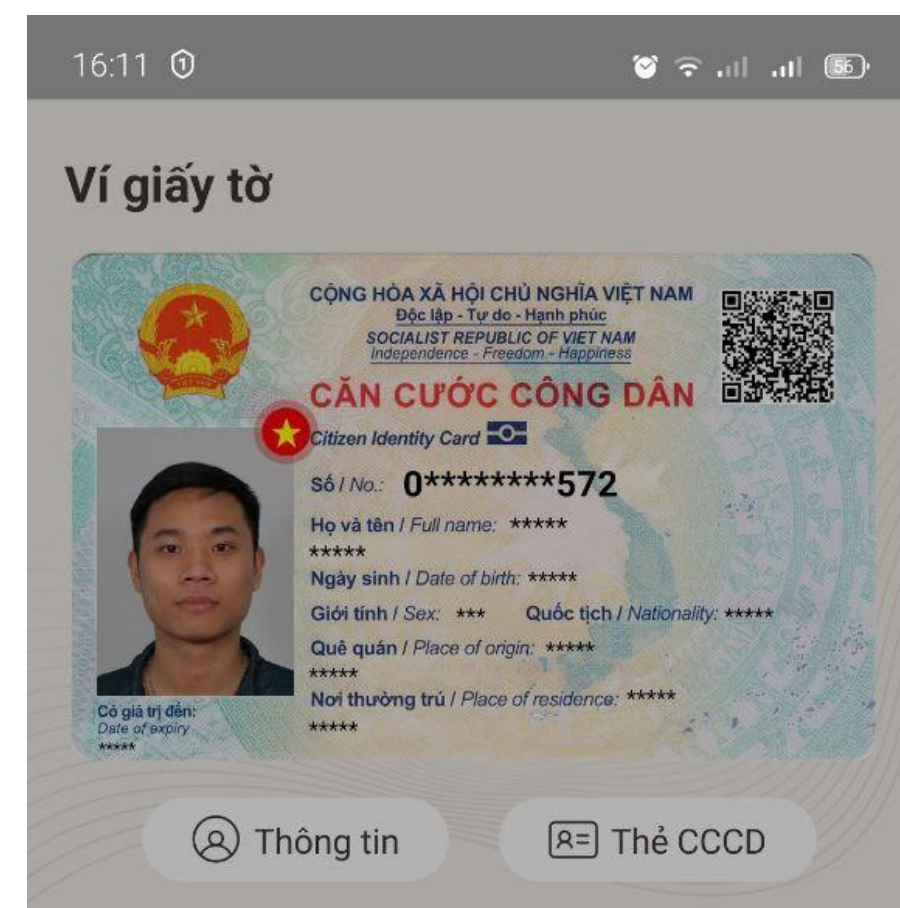 16:11
56
Ví giấy tờ
CỘNG HÒA XÃ HỘI CHỦ NGHĨA VIỆT NAM
Độc lập - Tự do - Hạnh phúc
SOCIALIST REPUBLIC OF VIET NAM
Independence - Freedom - Happiness
CĂN CƯỚC CÔNG DÂN
Citizen Identity Card
Số / No.: 0********572
Họ và tên / Full name: *****
*****
Ngày sinh / Date of birth: *****
Giới tính / Sex: *** Quốc tịch / Nationality: *****
Quê quán / Place of origin: *****
*****
Nơi thường trú / Place of residence: *****
*****
Có giá trị đến:
Date of expiry
*****
Thông tin
Thẻ CCCD